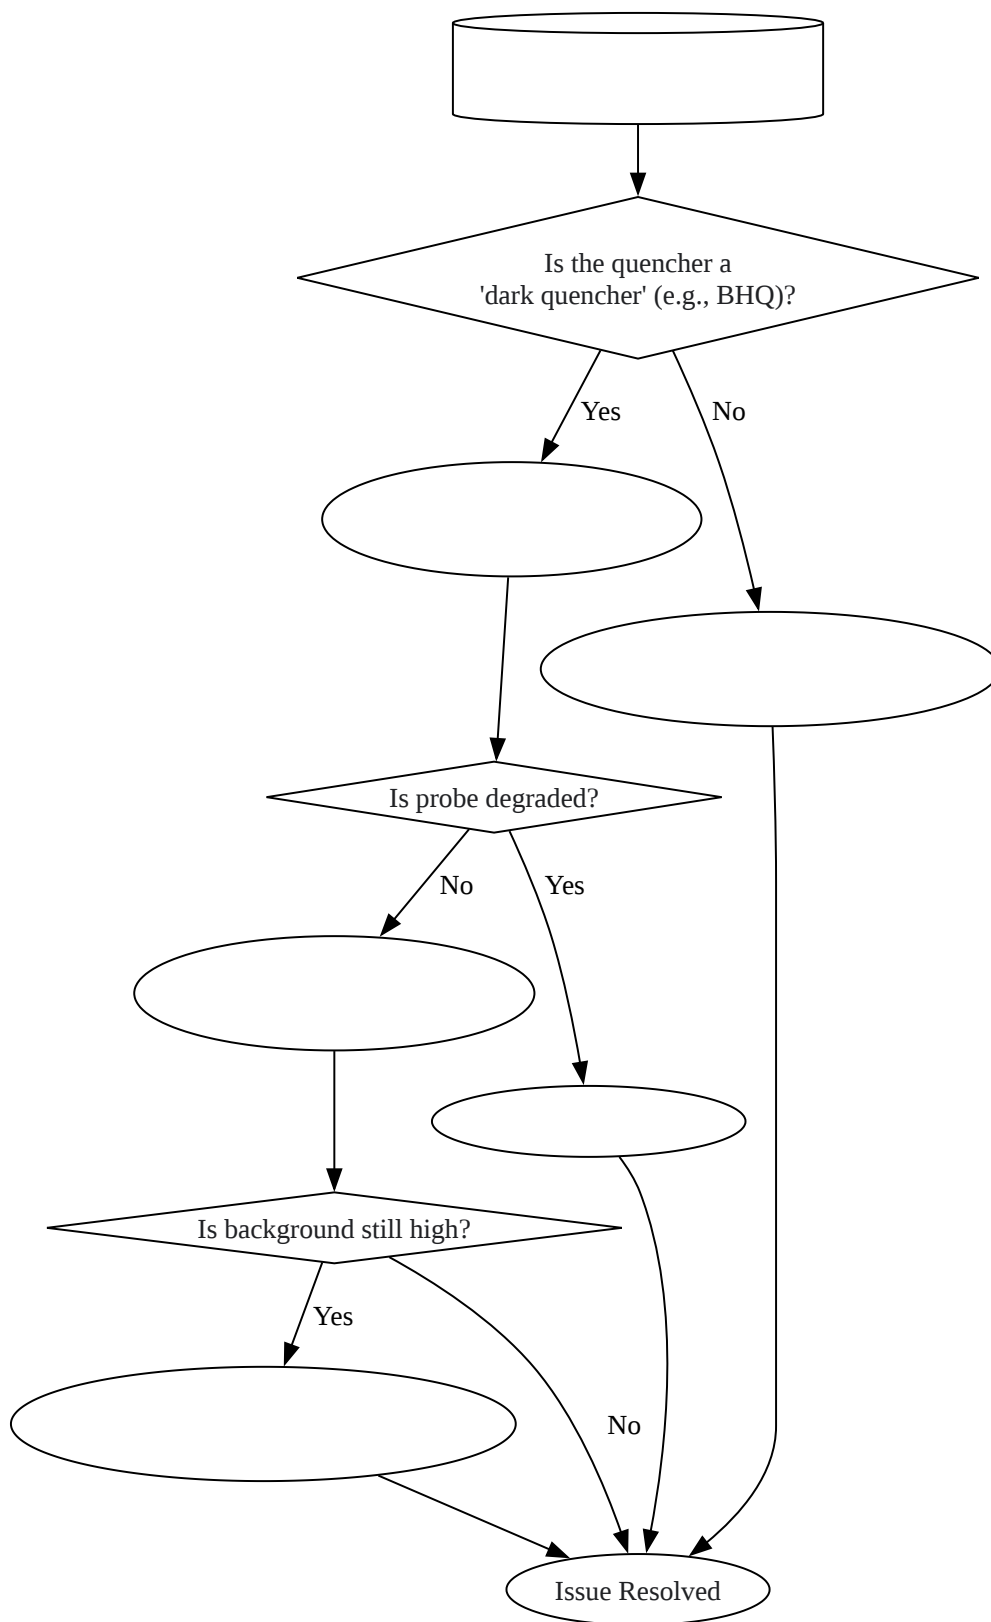 Is the quencher a
'dark quencher' (e.g., BHQ)?
Yes
No
Is probe degraded?
No
Yes
Is background still high?
Yes
No
Issue Resolved